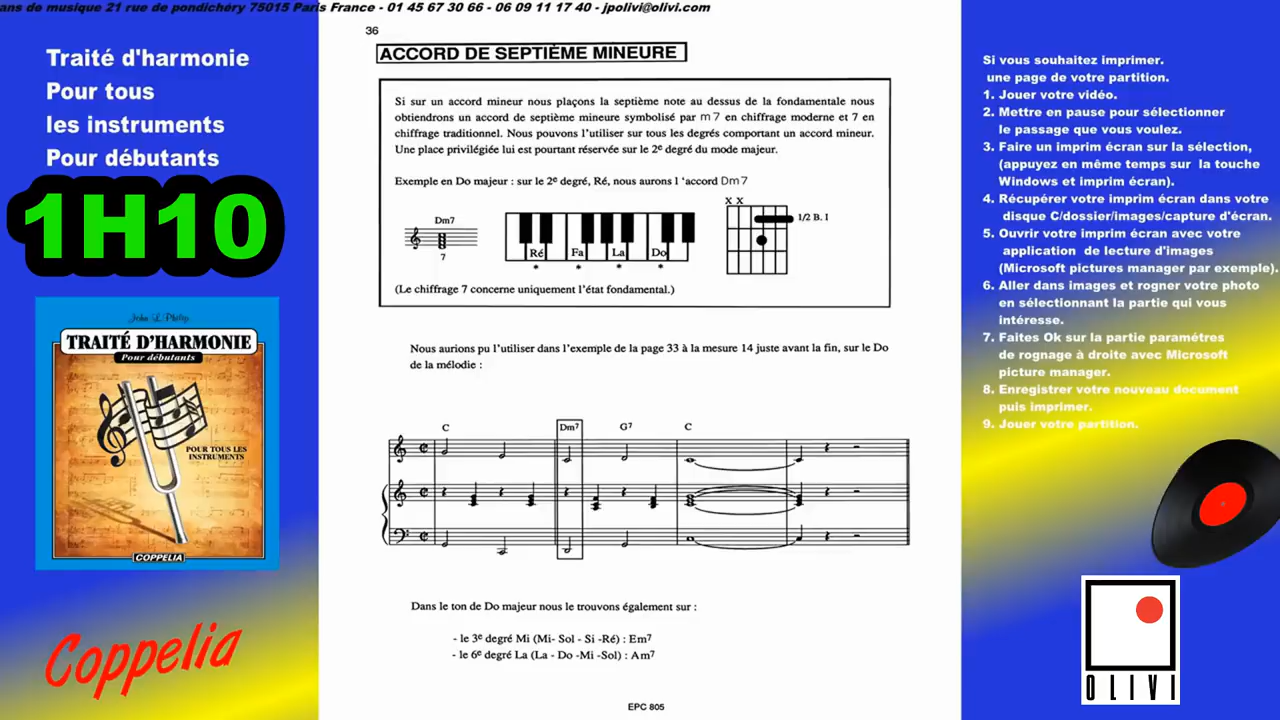 ans de musique 21 rue de pondichéry 75015 Paris France - 01 45 67 30 66 - 06 09 11 17 40 - jpolivi@olivi.com
Traité d'harmonie
Pour tous
les instruments
Pour débutants
1H10
John L. Philip
TRAITÉ D'HARMONIE
Pour débutants
POUR TOUS LES
INSTRUMENTS
COPPELIA
Coppelia
36
ACCORD DE SEPTIÈME MINEURE
Si sur un accord mineur nous plaçons la septième note au dessus de la fondamentale nous
obtiendrons un accord de septième mineure symbolisé par m7 en chiffrage moderne et 7 en
chiffrage traditionnel. Nous pouvons l'utiliser sur tous les degrés comportant un accord mineur.
Une place privilégiée lui est pourtant réservée sur le 2e degré du mode majeur.
Exemple en Do majeur : sur le 2e degré, Ré, nous aurons l 'accord Dm7
X X
Dm7
1/2 B. I
Ré Fa La Do
7
* * * *
(Le chiffrage 7 concerne uniquement l'état fondamental.)
Nous aurions pu l'utiliser dans l'exemple de la page 33 à la mesure 14 juste avant la fin, sur le Do
de la mélodie :
C Dm7 G7 C
Dans le ton de Do majeur nous le trouvons également sur :
- le 3e degré Mi (Mi- Sol - Si -Ré) : Em7
- le 6e degré La (La - Do -Mi -Sol) : Am7
EPC 805
Si vous souhaitez imprimer.
une page de votre partition.
1. Jouer votre vidéo.
2. Mettre en pause pour sélectionner
le passage que vous voulez.
3. Faire un imprim écran sur la sélection,
(appuyez en même temps sur la touche
Windows et imprim écran).
4. Récupérer votre imprim écran dans votre
disque C/dossier/images/capture d'écran.
5. Ouvrir votre imprim écran avec votre
application de lecture d'images
(Microsoft pictures manager par exemple).
6. Aller dans images et rogner votre photo
en sélectionnant la partie qui vous
intéresse.
7. Faites Ok sur la partie paramétres
de rognage à droite avec Microsoft
picture manager.
8. Enregistrer votre nouveau document
puis imprimer.
9. Jouer votre partition.
OLIVI